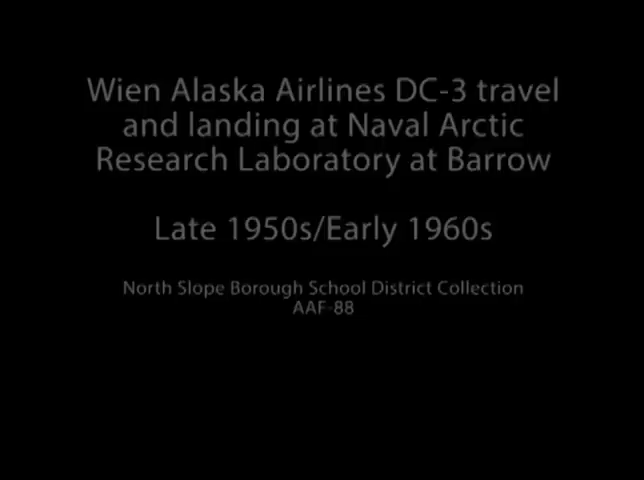 Wien Alaska Airlines DC-3 travel
and landing at Naval Arctic
Research Laboratory at Barrow
Late 1950s/Early 1960s
North Slope Borough School District Collection
AAF-88